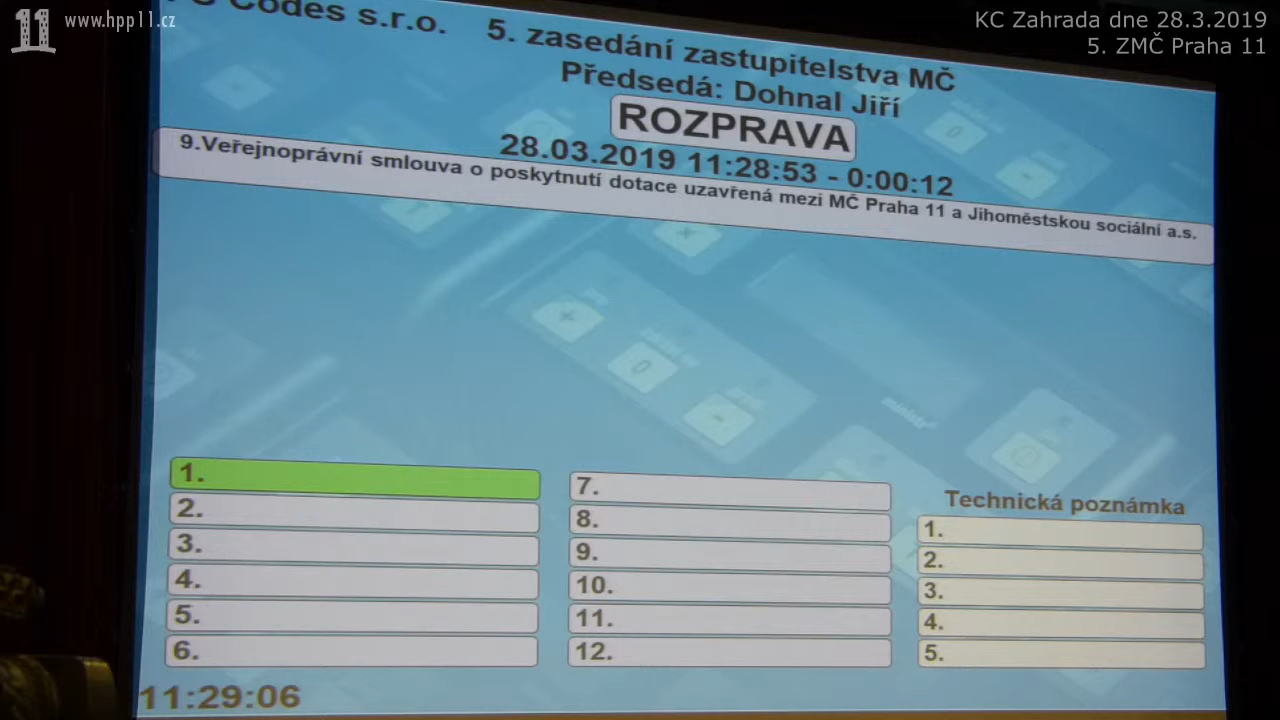 11 www.hpp11.cz
KC Zahrada dne 28.3.2019
5. ZMČ Praha 11
Codes s.r.o. 5. zasedání zastupitelstva MČ
Předsedá: Dohnal Jiří
ROZPRAVA
28.03.2019 11:28:53 - 0:00:12
9.Veřejnoprávní smlouva o poskytnutí dotace uzavřená mezi MČ Praha 11 a Jihoměstskou sociální a.s.
1.
2.
3.
4.
5.
6.
7.
8.
9.
10.
11.
12.
Technická poznámka
1.
2.
3.
4.
5.
11:29:06